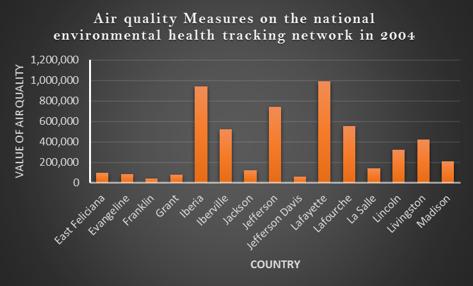 Air quality Measures on the national
environmental health tracking network in 2004
VALUE OF AIR QUALITY
1,200,000
1,000,000
800,000
600,000
400,000
200,000
0
East Feliciana
Evangeline
Franklin
Grant
Iberia
Iberville
Jackson
Jefferson
Jefferson Davis
Lafayette
Lafourche
La Salle
Lincoln
Livingston
Madison
COUNTRY